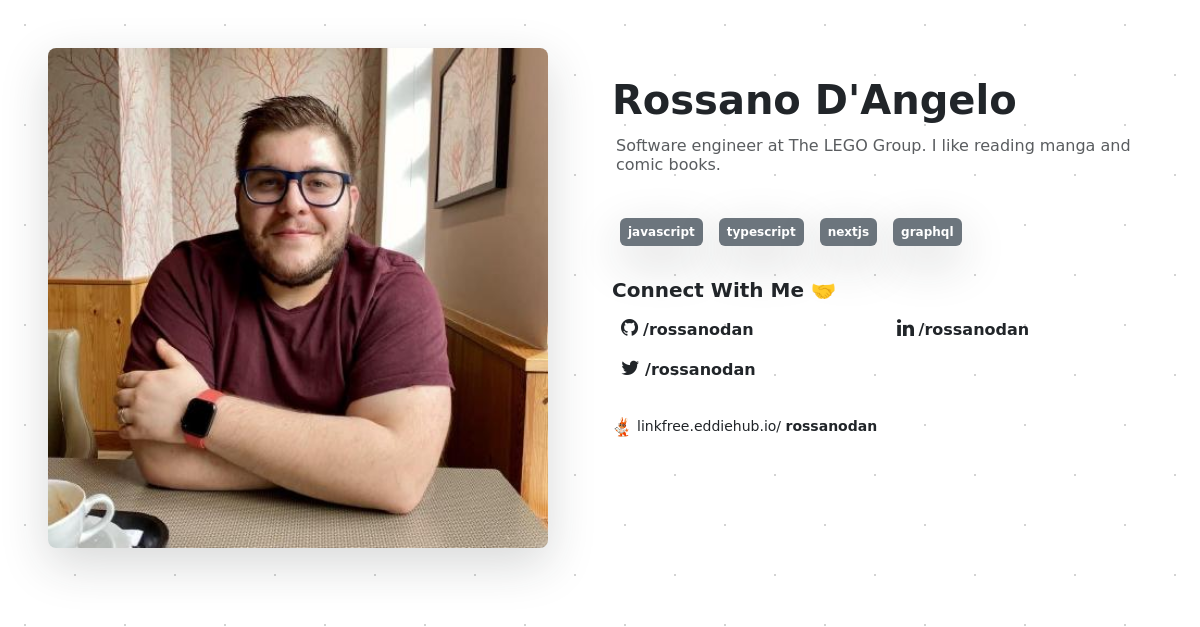 Rossano D'Angelo
Software engineer at The LEGO Group. I like reading manga and
comic books.
javascript typescript nextjs graphql
Connect With Me 🤝
/rossanodan /rossanodan
/rossanodan
linkfree.eddiehub.io/ rossanodan